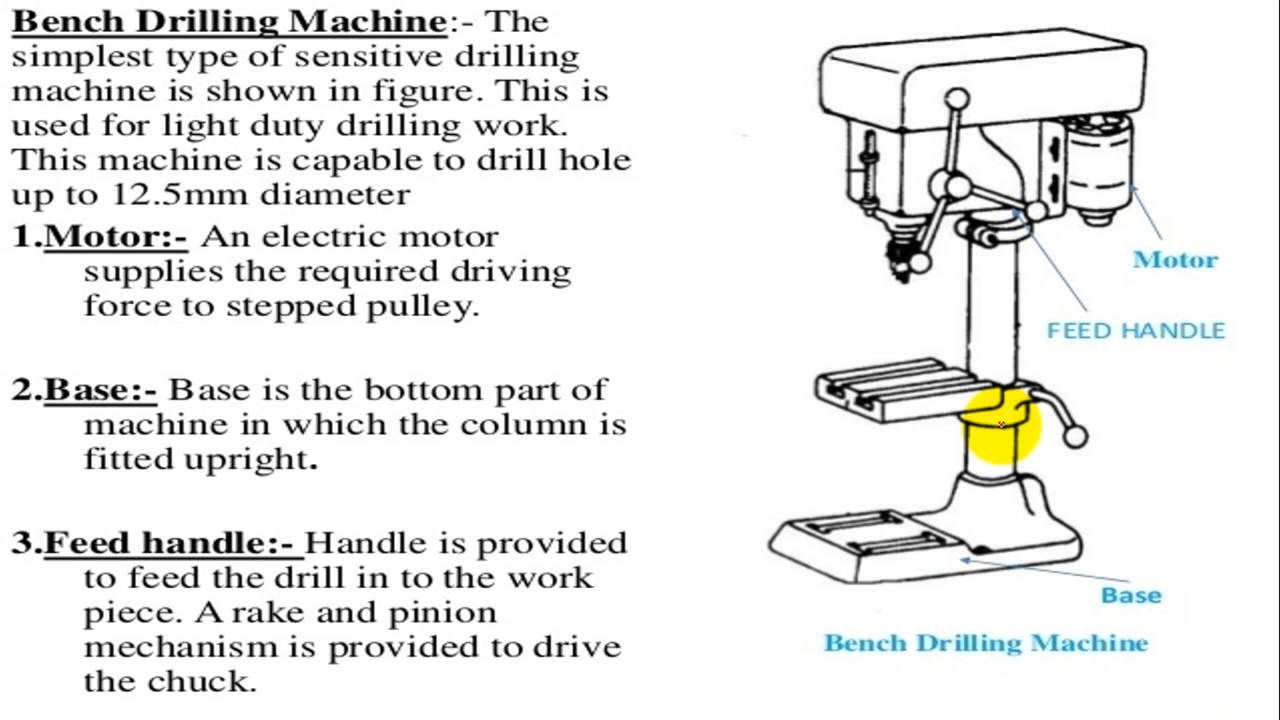 Bench Drilling Machine:- The
simplest type of sensitive drilling
machine is shown in figure. This is
used for light duty drilling work.
This machine is capable to drill hole
up to 12.5mm diameter
1.Motor:- An electric motor
supplies the required driving
force to stepped pulley.
2.Base:- Base is the bottom part of
machine in which the column is
fitted upright.
3.Feed handle:- Handle is provided
to feed the drill in to the work
piece. A rake and pinion
mechanism is provided to drive
the chuck.
Motor
FEED HANDLE
Base
Bench Drilling Machine